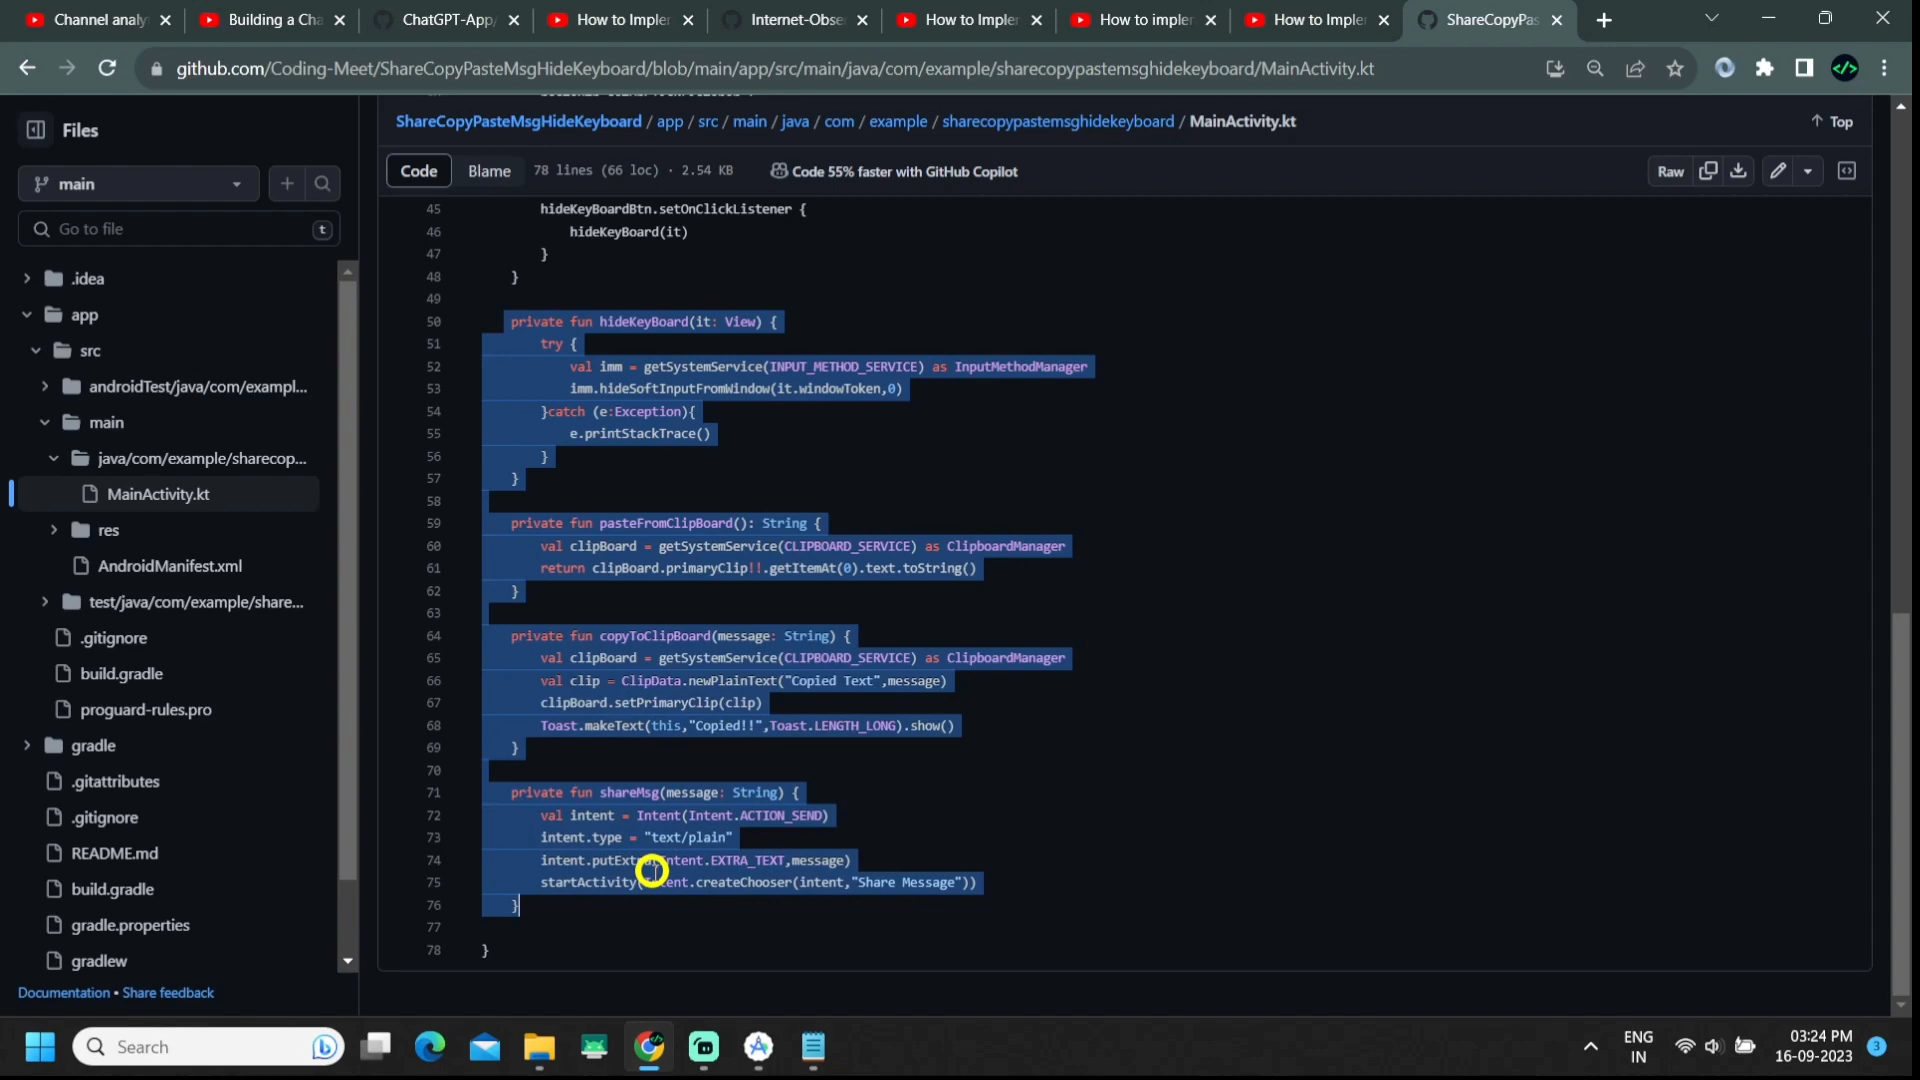 Channel analy
Building a Cha
ChatGPT-App/
How to Implem
Internet-Obse
How to Implem
How to implem
How to Implem
ShareCopyPas
github.com/Coding-Meet/ShareCopyPasteMsgHideKeyboard/blob/main/app/src/main/java/com/example/sharecopypastemsghidekeyboard/MainActivity.kt
Files
main
Go to file
t
.idea
app
src
androidTest/java/com/exampl...
main
java/com/example/sharecop...
MainActivity.kt
res
AndroidManifest.xml
test/java/com/example/share...
.gitignore
build.gradle
proguard-rules.pro
gradle
.gitattributes
.gitignore
README.md
build.gradle
gradle.properties
gradlew
Documentation • Share feedback
ShareCopyPasteMsgHideKeyboard / app / src / main / java / com / example / sharecopypastemsghidekeyboard / MainActivity.kt
Top
Code
Blame
78 lines (66 loc) · 2.54 KB
Code 55% faster with GitHub Copilot
Raw
45 hideKeyBoardBtn.setOnClickListener {
46 hideKeyBoard(it)
47 }
48 }
49
50 private fun hideKeyBoard(it: View) {
51 try {
52 val imm = getSystemService(INPUT_METHOD_SERVICE) as InputMethodManager
53 imm.hideSoftInputFromWindow(it.windowToken,0)
54 }catch (e:Exception){
55 e.printStackTrace()
56 }
57 }
58
59 private fun pasteFromClipBoard(): String {
60 val clipBoard = getSystemService(CLIPBOARD_SERVICE) as ClipboardManager
61 return clipBoard.primaryClip!!.getItemAt(0).text.toString()
62 }
63
64 private fun copyToClipBoard(message: String) {
65 val clipBoard = getSystemService(CLIPBOARD_SERVICE) as ClipboardManager
66 val clip = ClipData.newPlainText("Copied Text",message)
67 clipBoard.setPrimaryClip(clip)
68 Toast.makeText(this,"Copied!!",Toast.LENGTH_LONG).show()
69 }
70
71 private fun shareMsg(message: String) {
72 val intent = Intent(Intent.ACTION_SEND)
73 intent.type = "text/plain"
74 intent.putExtra(Intent.EXTRA_TEXT,message)
75 startActivity(Intent.createChooser(intent,"Share Message"))
76 }
77
78 }
Search
ENG
IN
03:24 PM
16-09-2023
3